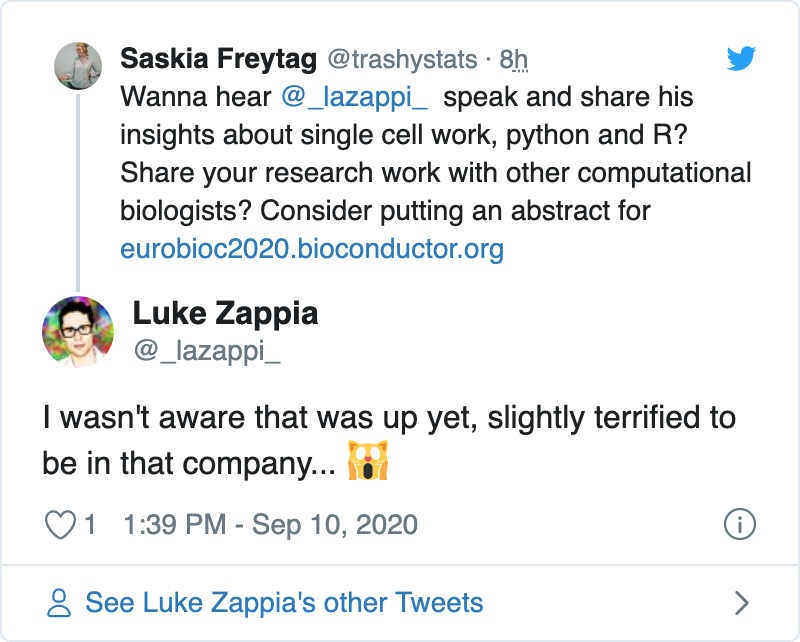 Saskia Freytag @trashystats · 8h
Wanna hear @_lazappi_ speak and share his
insights about single cell work, python and R?
Share your research work with other computational
biologists? Consider putting an abstract for
eurobioc2020.bioconductor.org
Luke Zappia
@_lazappi_
I wasn't aware that was up yet, slightly terrified to
be in that company... 🙀
1 1:39 PM - Sep 10, 2020
See Luke Zappia's other Tweets